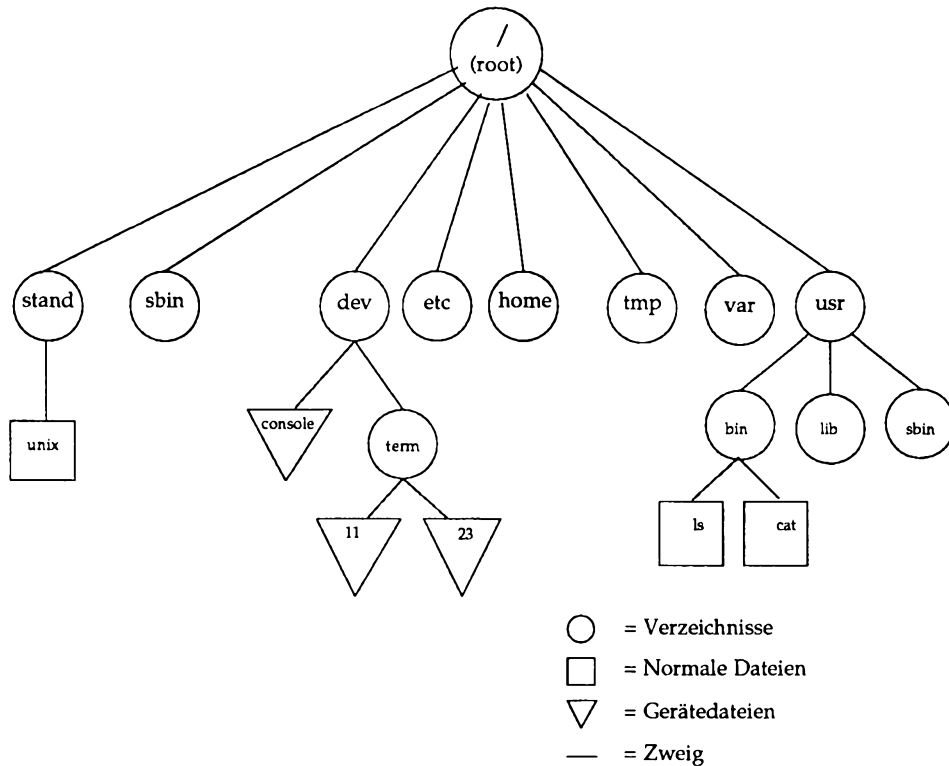 /
(root)
stand
sbin
dev
etc
home
tmp
var
usr
unix
console
term
bin
lib
sbin
11
23
ls
cat
= Verzeichnisse
= Normale Dateien
= Gerätedateien
= Zweig